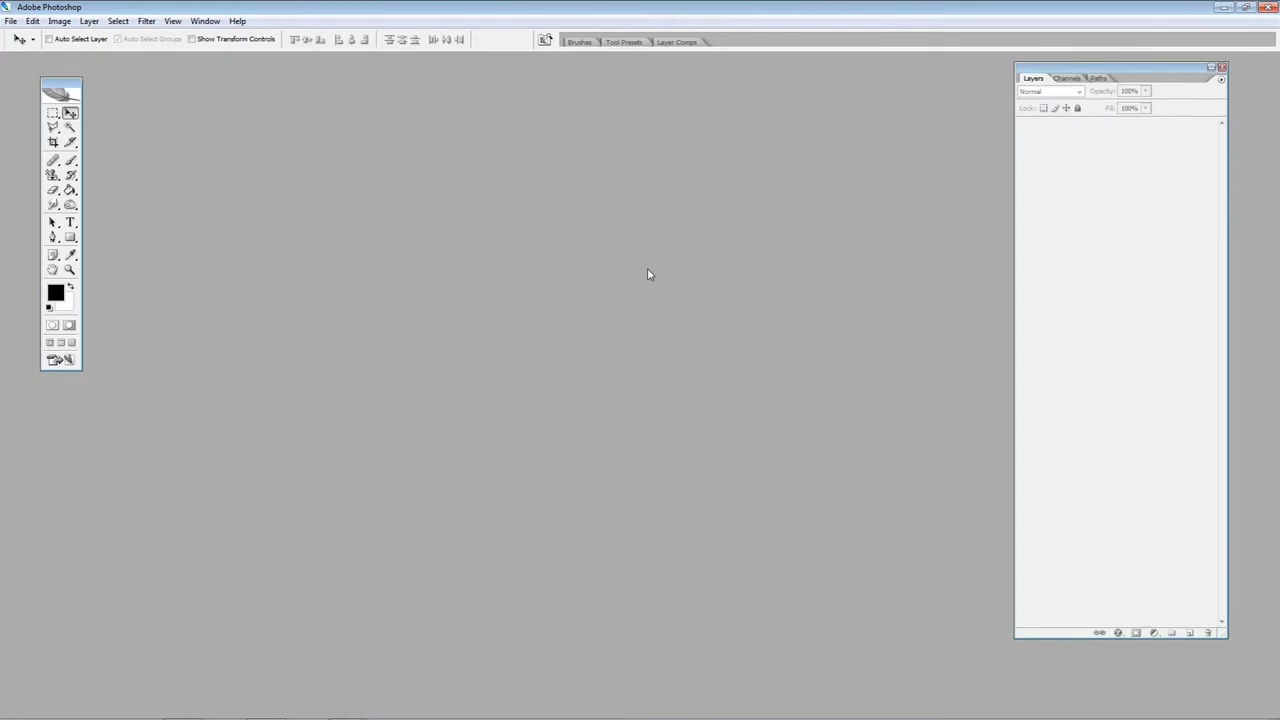 Adobe Photoshop
File Edit Image Layer Select Filter View Window Help
Auto Select Layer Auto Select Groups Show Transform Controls Brushes Tool Presets Layer Comps
Layers Channels Paths
Normal Opacity: 100%
Lock: Fill: 100%
T